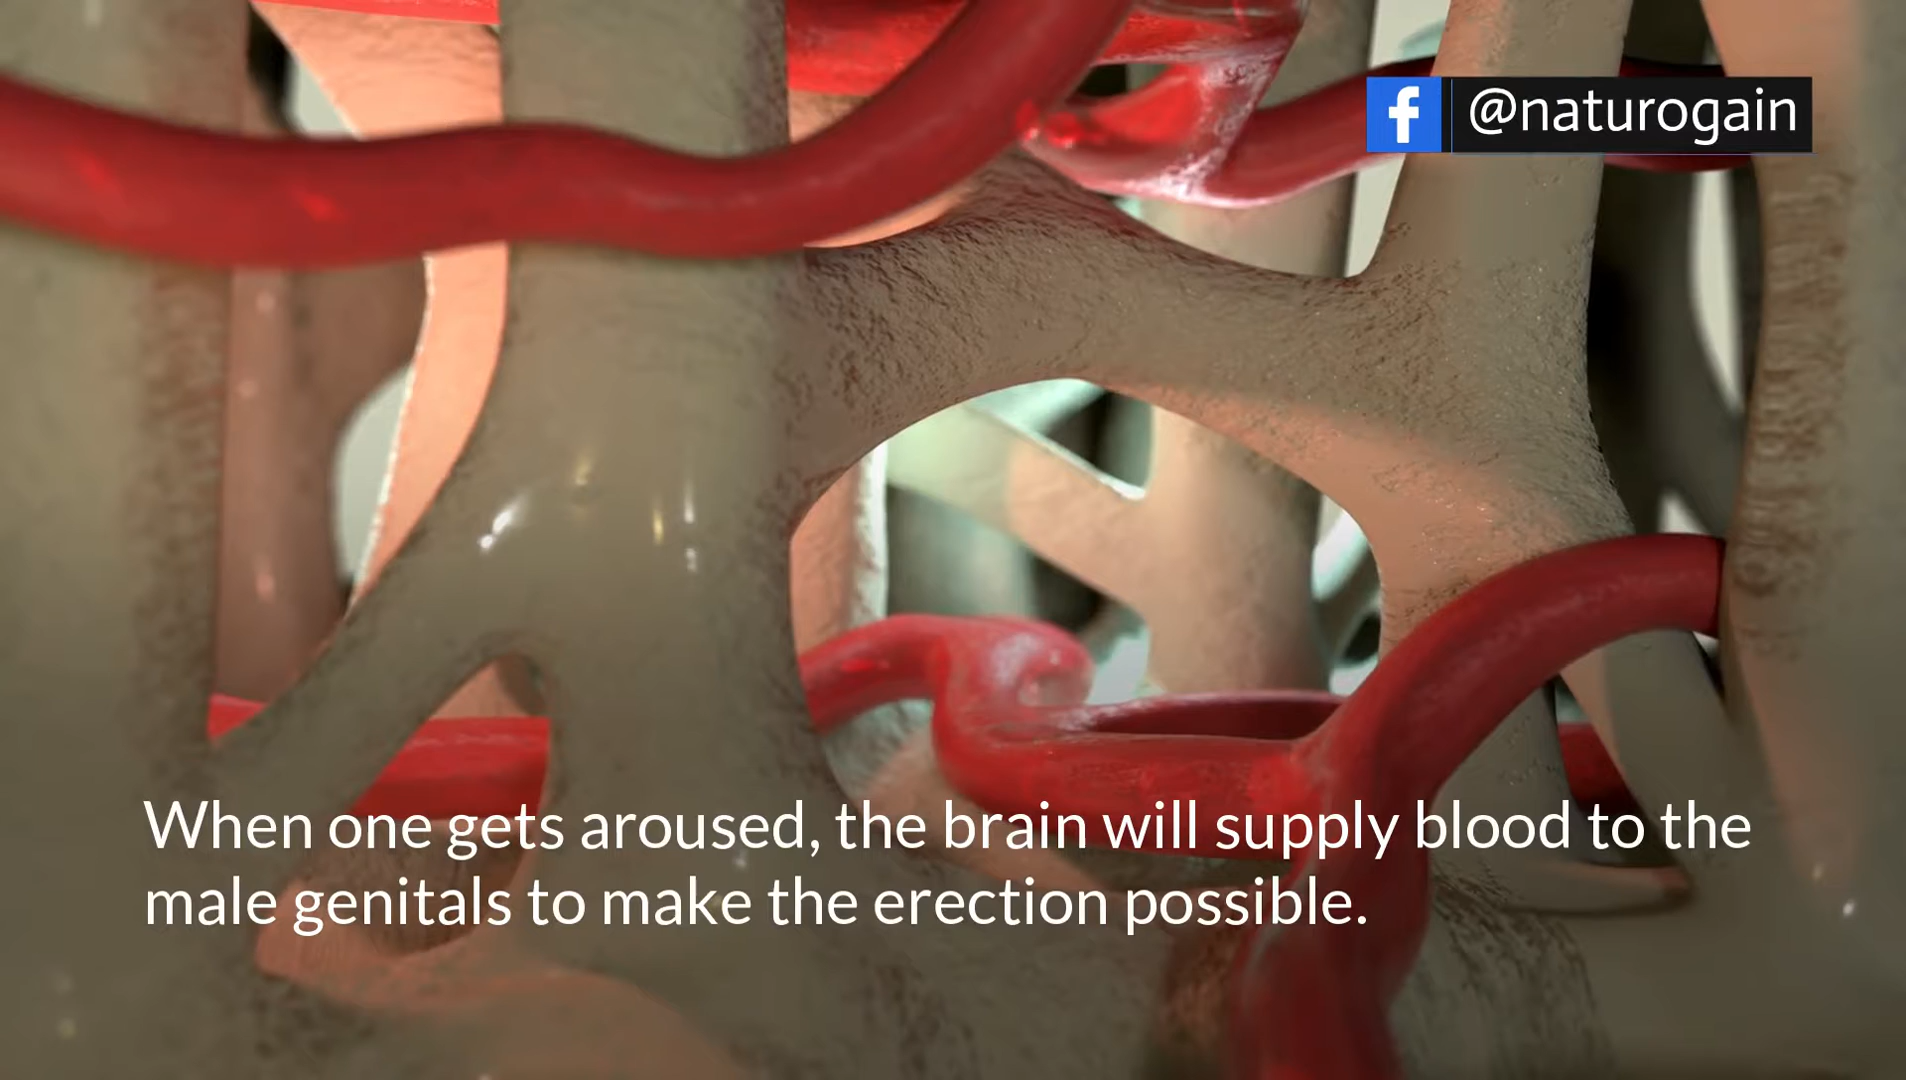 @naturogain
When one gets aroused, the brain will supply blood to the
male genitals to make the erection possible.